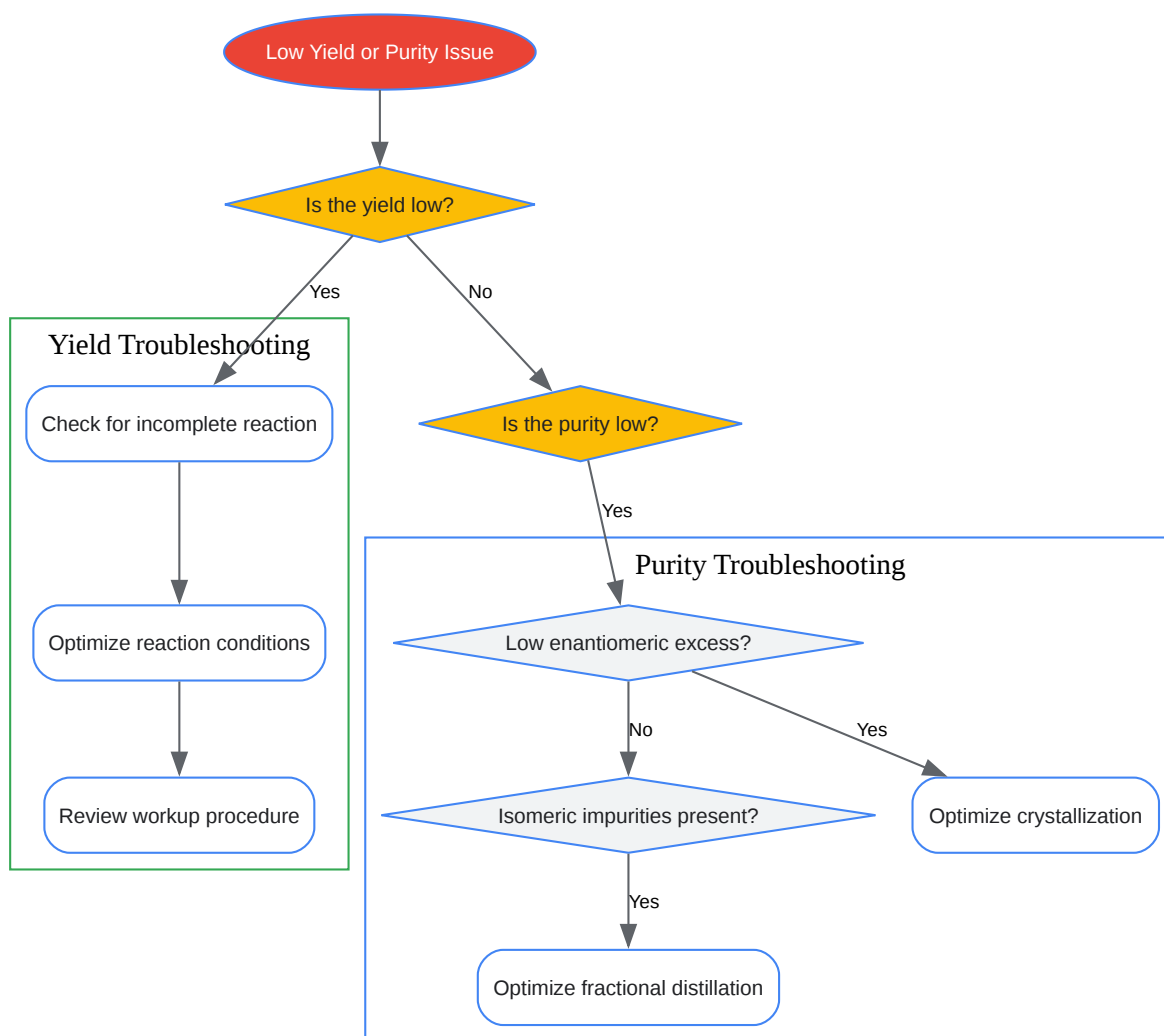 Low Yield or Purity Issue
Is the yield low?
Yes
No
Yield Troubleshooting
Check for incomplete reaction
Is the purity low?
Yes
Purity Troubleshooting
Optimize reaction conditions
Low enantiomeric excess?
No
Yes
Review workup procedure
Isomeric impurities present?
Optimize crystallization
Yes
Optimize fractional distillation